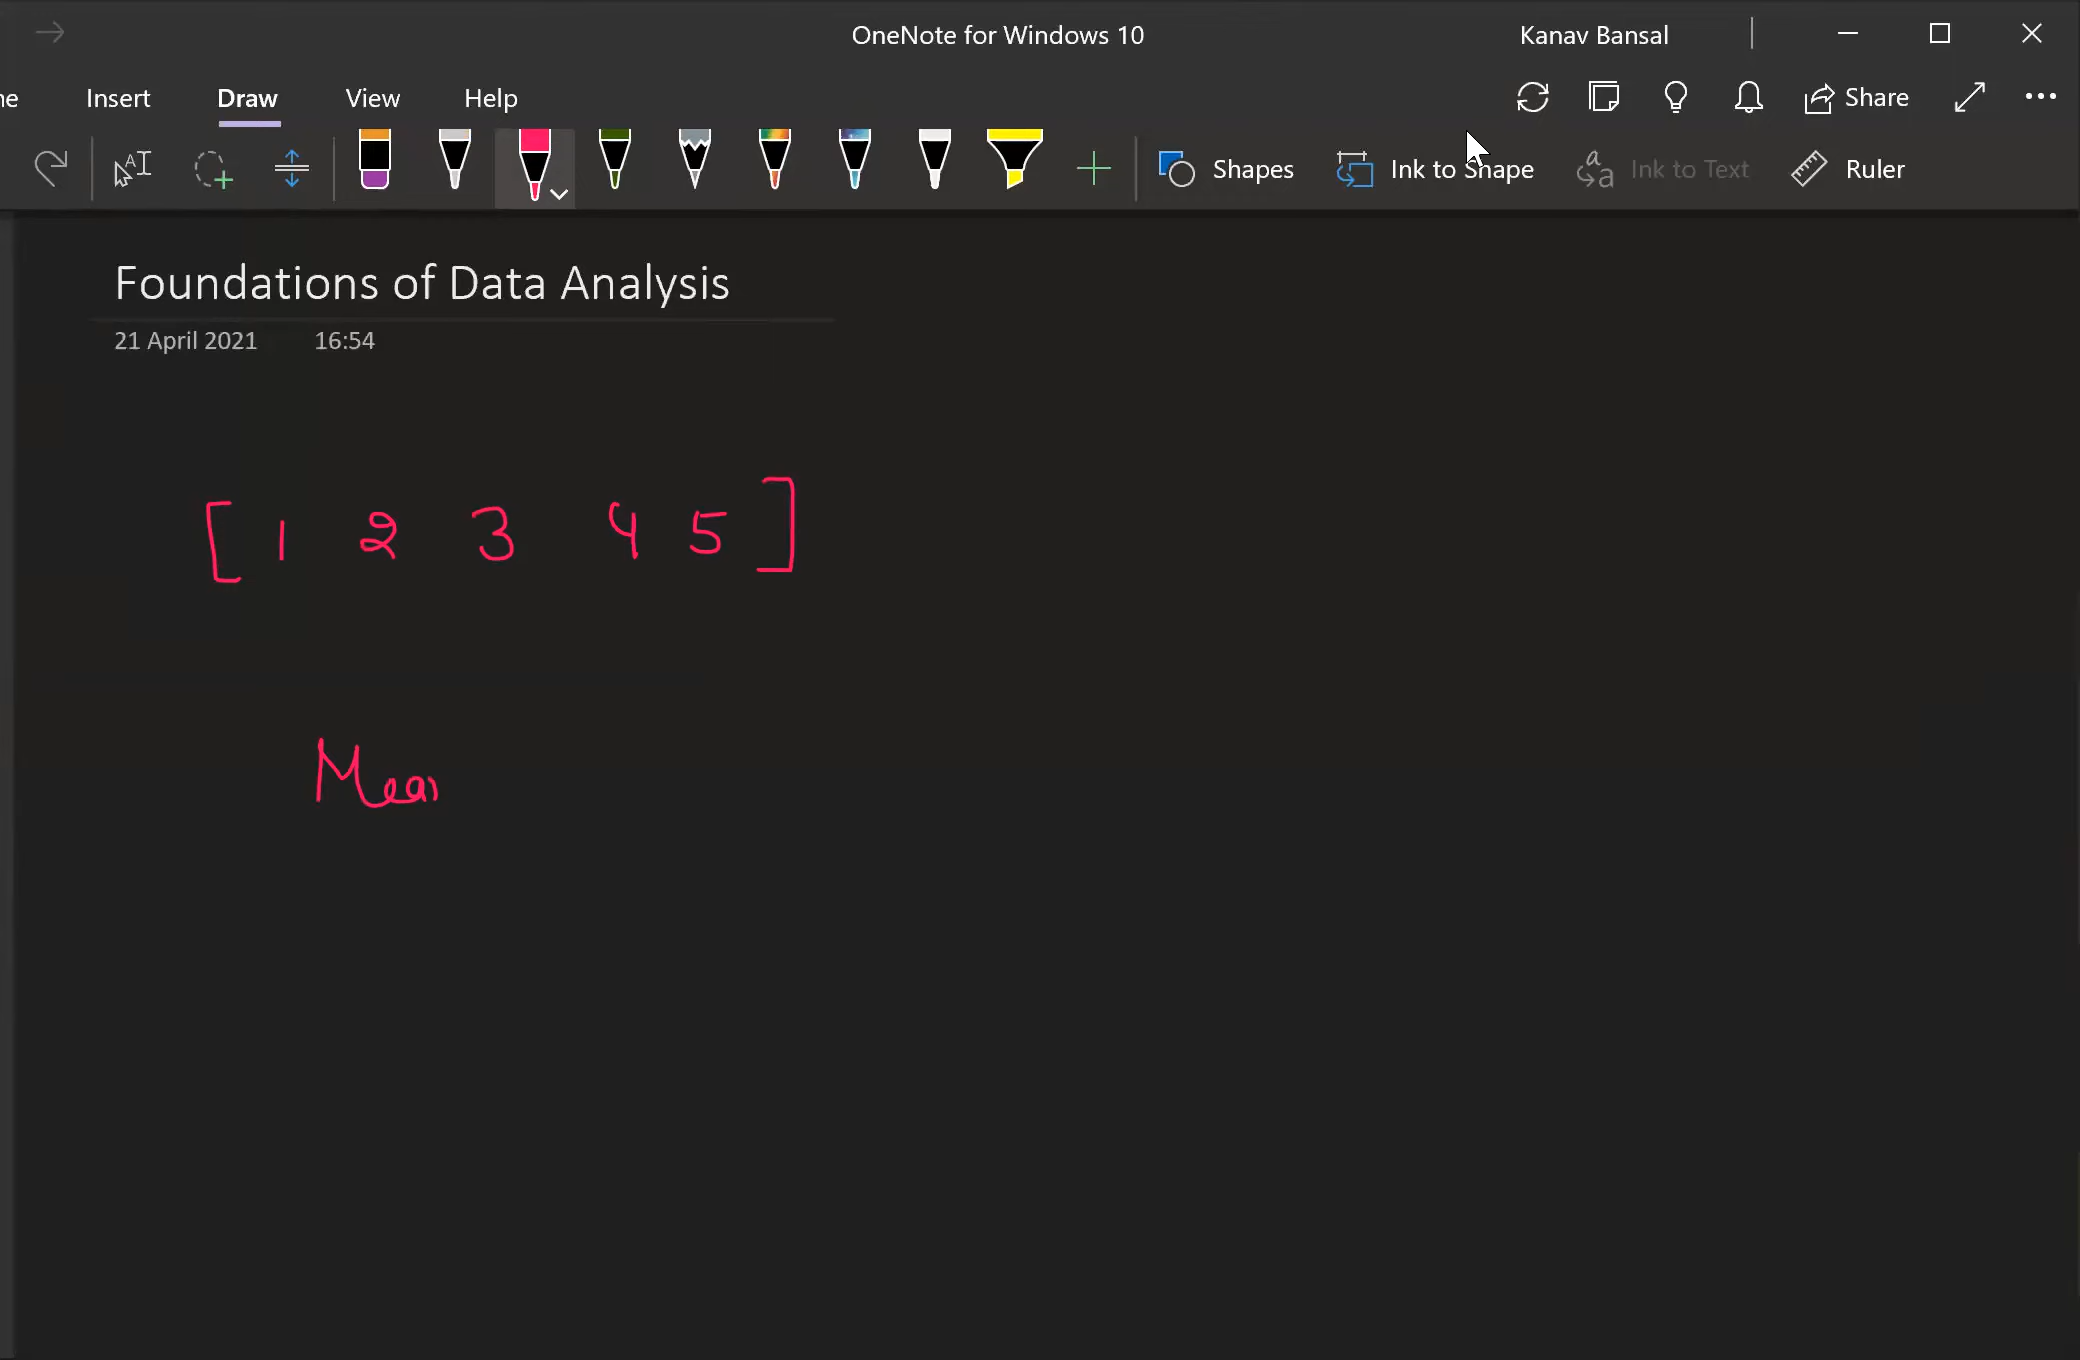 OneNote for Windows 10 Kanav Bansal
ne Insert Draw View Help Share
Shapes Ink to Shape Ink to Text Ruler
Foundations of Data Analysis
21 April 2021 16:54
[ 1 2 3 4 5 ]
Mean